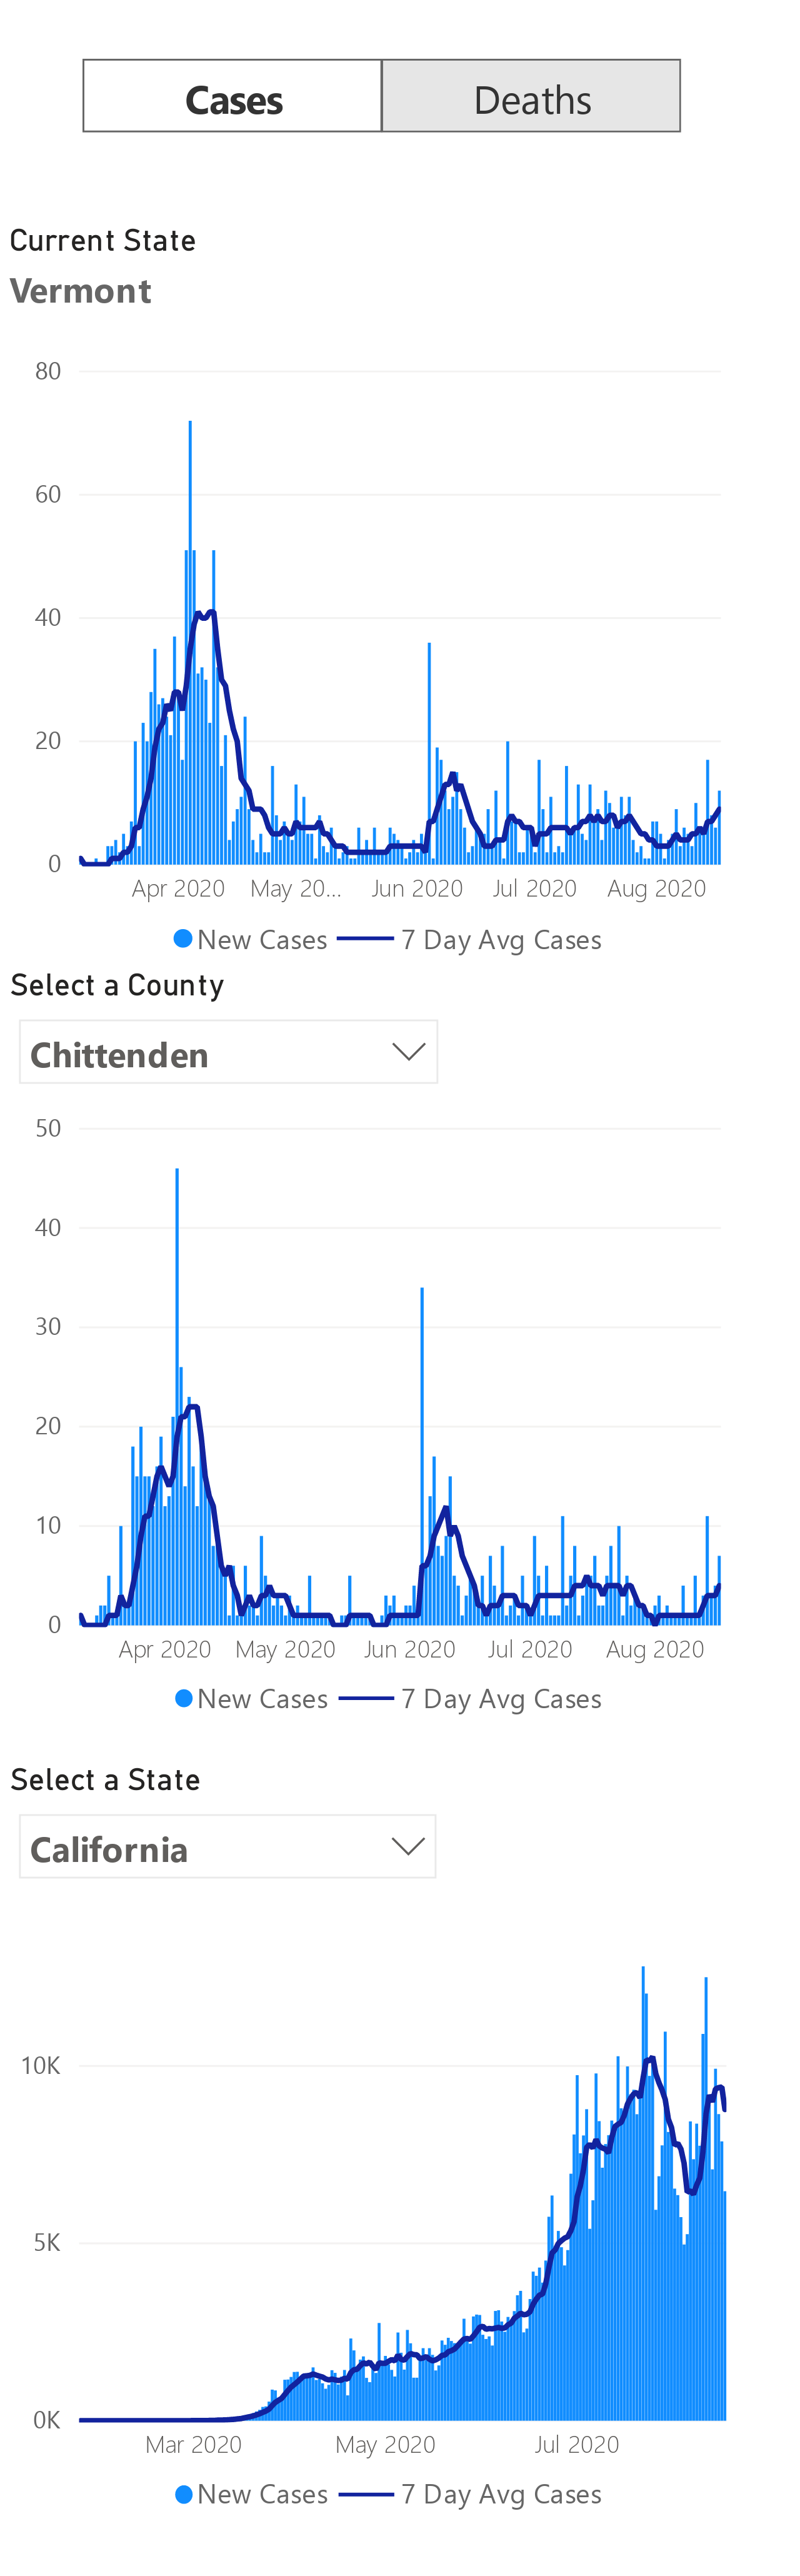 Cases Deaths
Current State
Vermont
80
60
40
20
0
Apr 2020 May 20... Jun 2020 Jul 2020 Aug 2020
New Cases 7 Day Avg Cases
Select a County
Chittenden
50
40
30
20
10
0
Apr 2020 May 2020 Jun 2020 Jul 2020 Aug 2020
New Cases 7 Day Avg Cases
Select a State
California
10K
5K
0K
Mar 2020 May 2020 Jul 2020
New Cases 7 Day Avg Cases